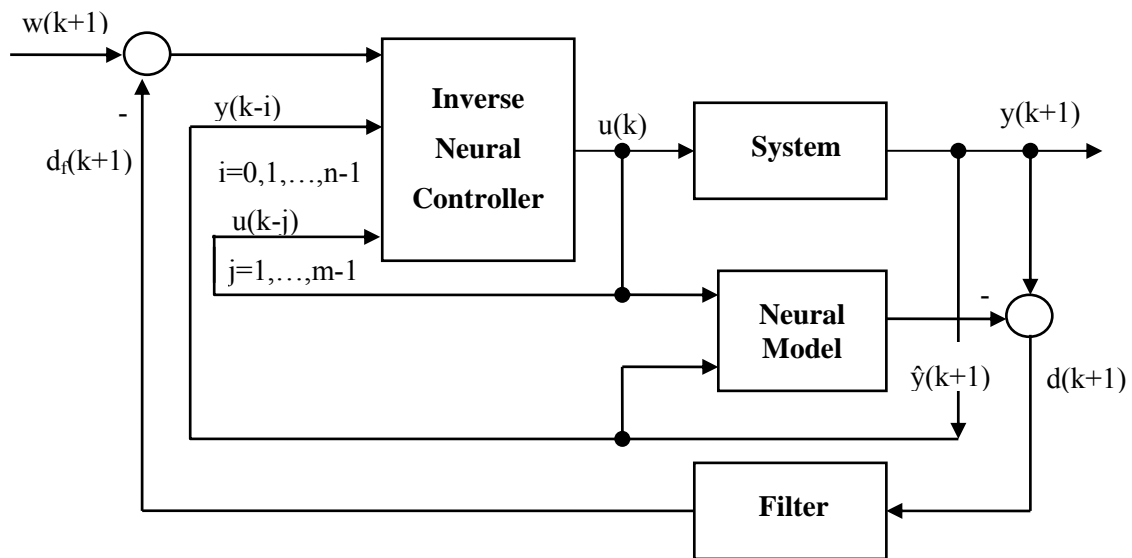 w(k+1)
-
d_f(k+1)
y(k-i)
i=0,1,…,n-1
u(k-j)
j=1,…,m-1
Inverse
Neural
Controller
u(k)
System
y(k+1)
Neural
Model
-
ŷ(k+1)
d(k+1)
Filter